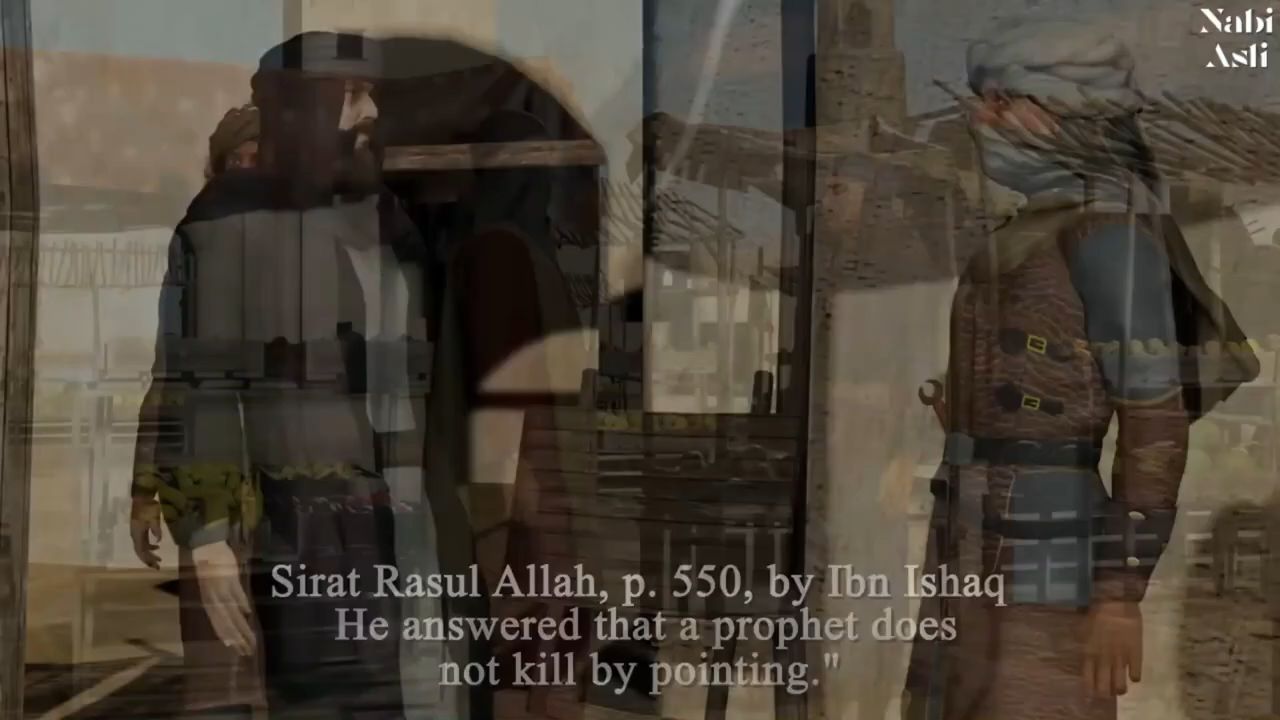 Nabi
Asli
Sirat Rasul Allah, p. 550, by Ibn Ishaq
He answered that a prophet does
not kill by pointing."